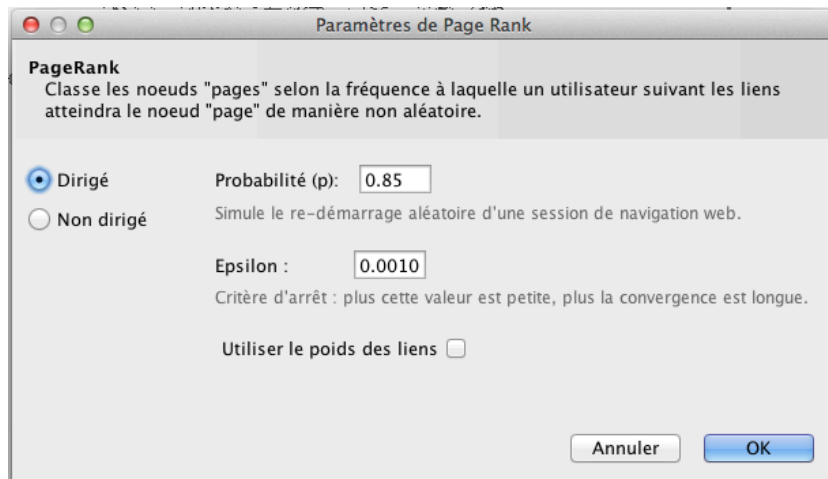 Paramètres de Page Rank
PageRank
Classe les noeuds "pages" selon la fréquence à laquelle un utilisateur suivant les liens
atteindra le noeud "page" de manière non aléatoire.
Dirigé
Probabilité (p): 0.85
Non dirigé
Simule le re-démarrage aléatoire d'une session de navigation web.
Epsilon : 0.0010
Critère d'arrêt : plus cette valeur est petite, plus la convergence est longue.
Utiliser le poids des liens
Annuler OK